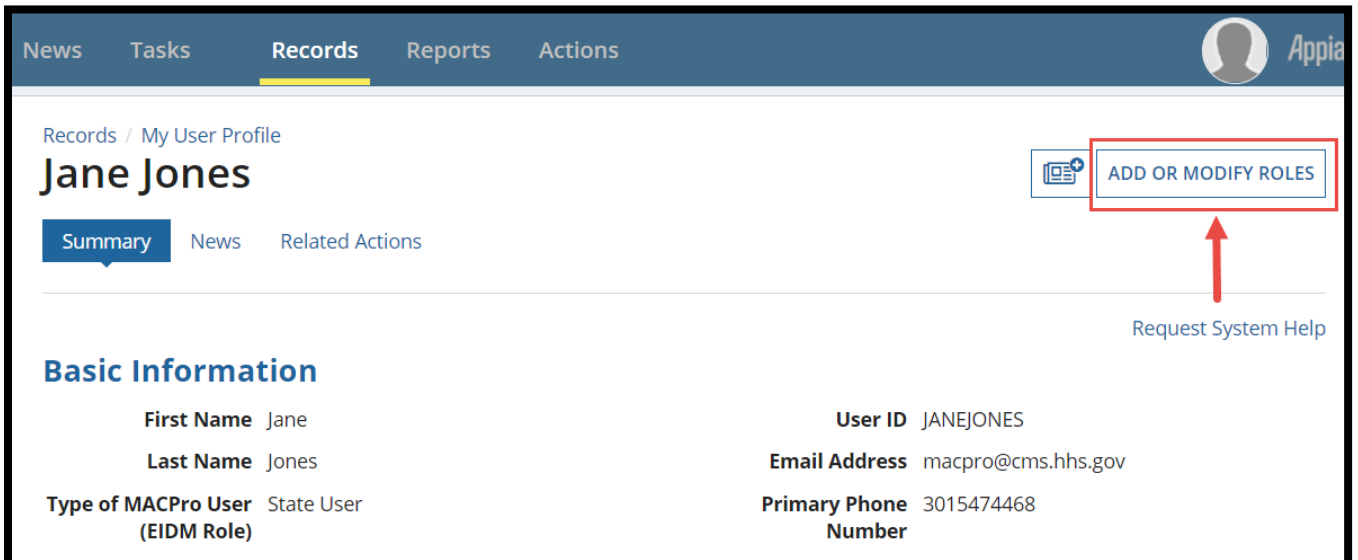 News Tasks Records Reports Actions Appia
Records / My User Profile
Jane Jones
ADD OR MODIFY ROLES
Summary News Related Actions
Request System Help
Basic Information
First Name Jane
User ID JANEJONES
Last Name Jones
Email Address macpro@cms.hhs.gov
Type of MACPro User State User
(EIDM Role)
Primary Phone 3015474468
Number